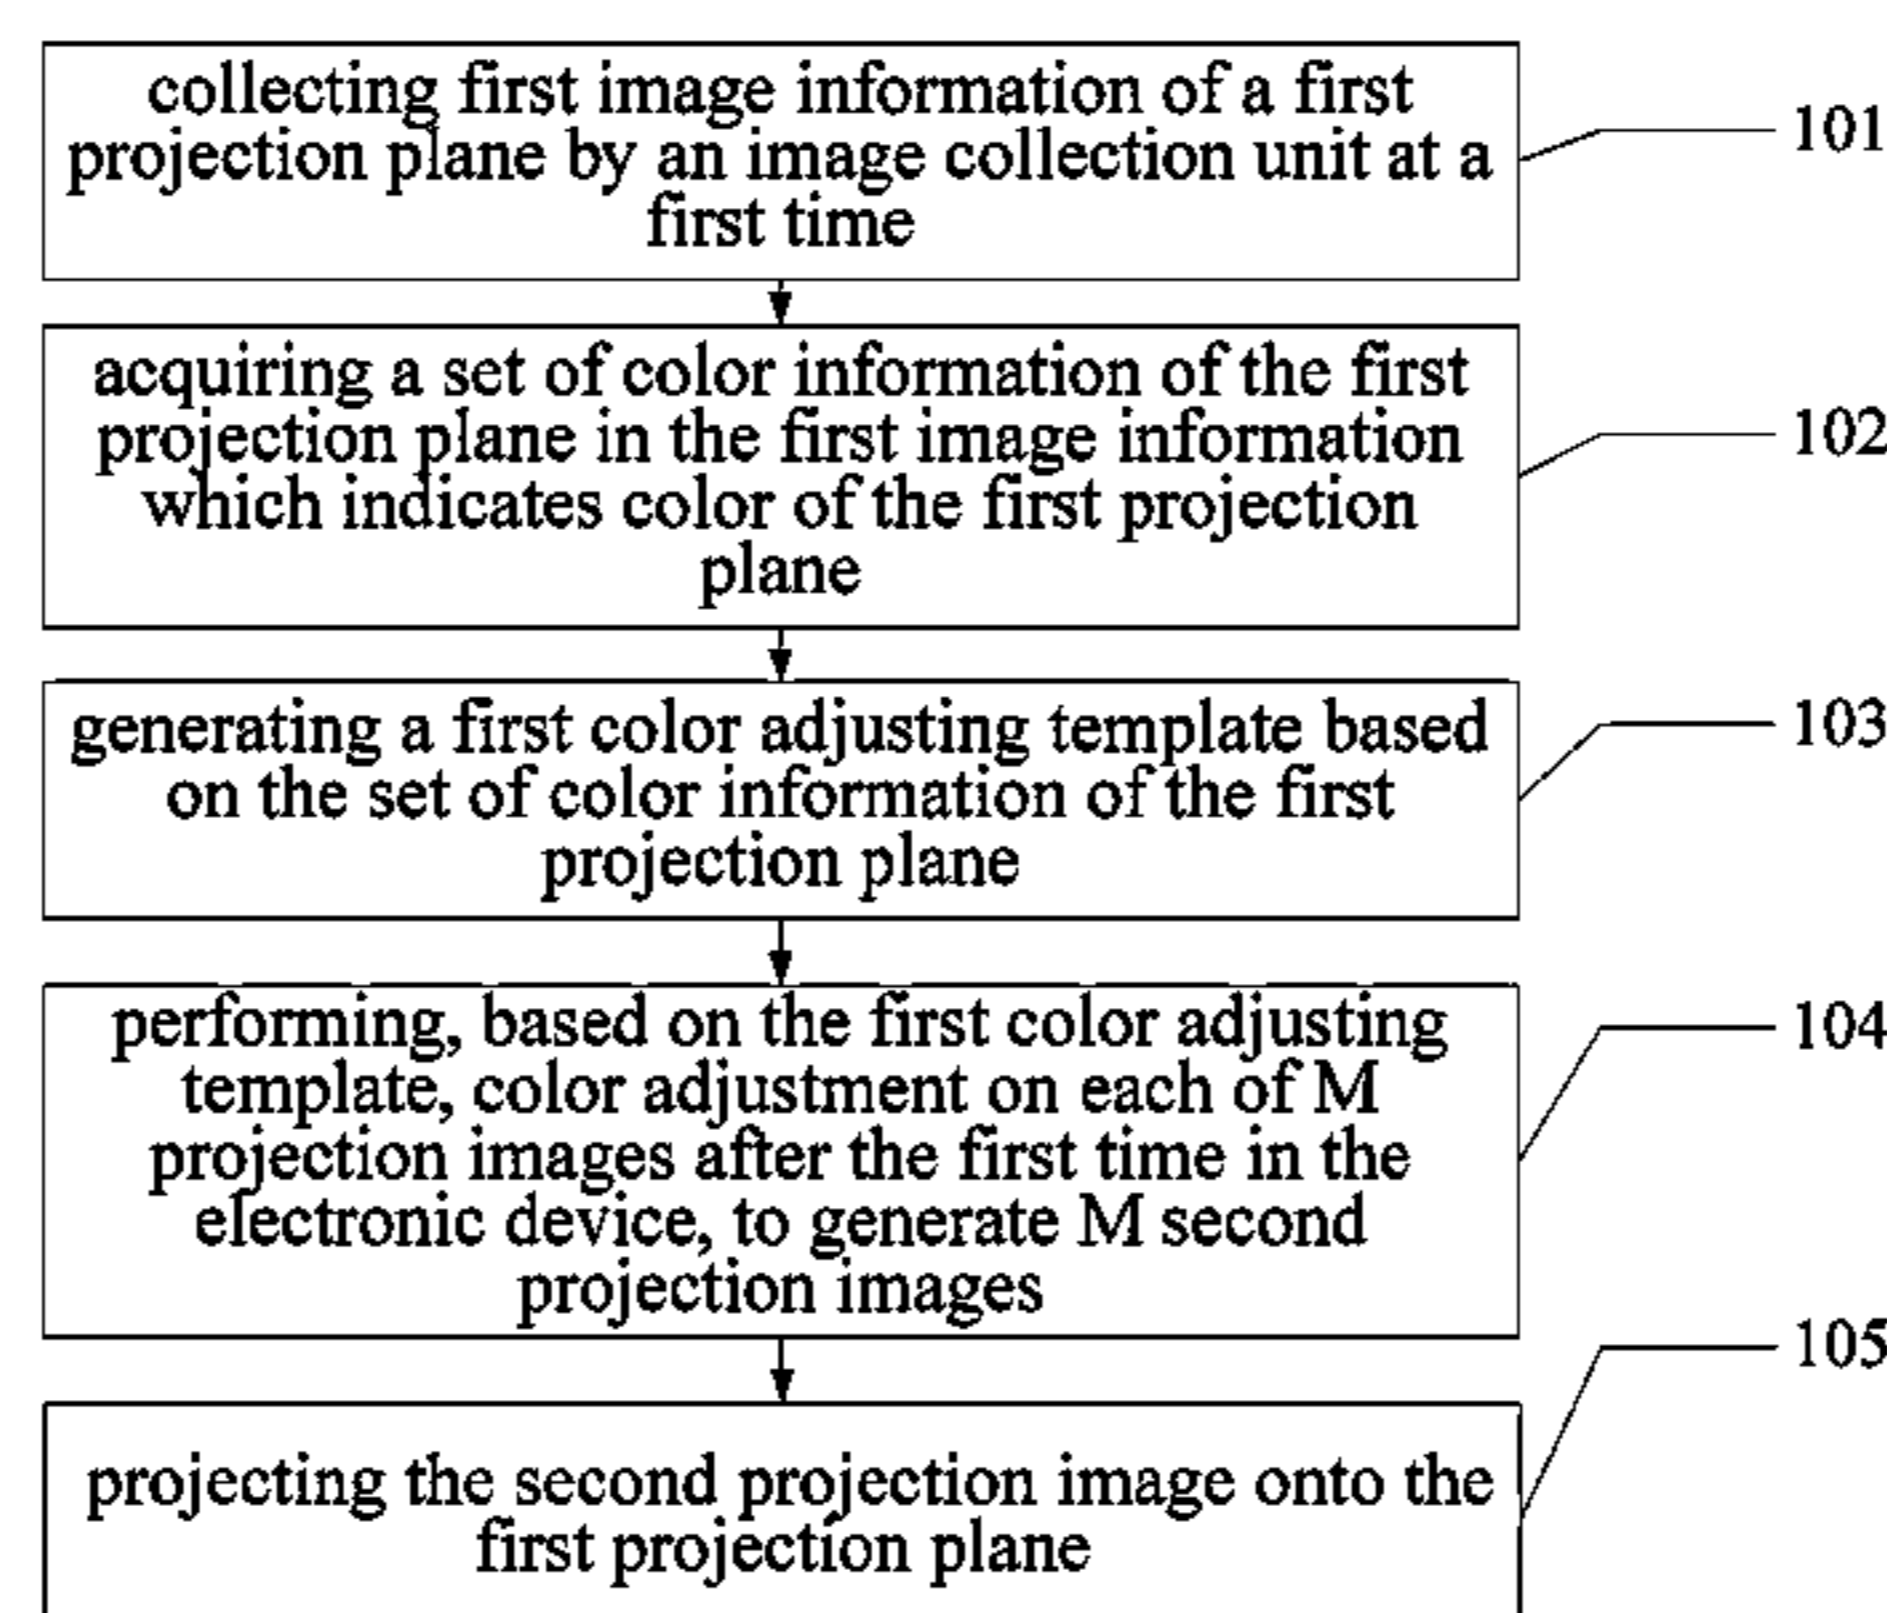 collecting first image information of a first
projection plane by an image collection unit at a
first time
101
acquiring a set of color information of the first
projection plane in the first image information
which indicates color of the first projection
plane
102
generating a first color adjusting template based
on the set of color information of the first
projection plane
103
performing, based on the first color adjusting
template, color adjustment on each of M
projection images after the first time in the
electronic device, to generate M second
projection images
104
projecting the second projection image onto the
first projection plane
105